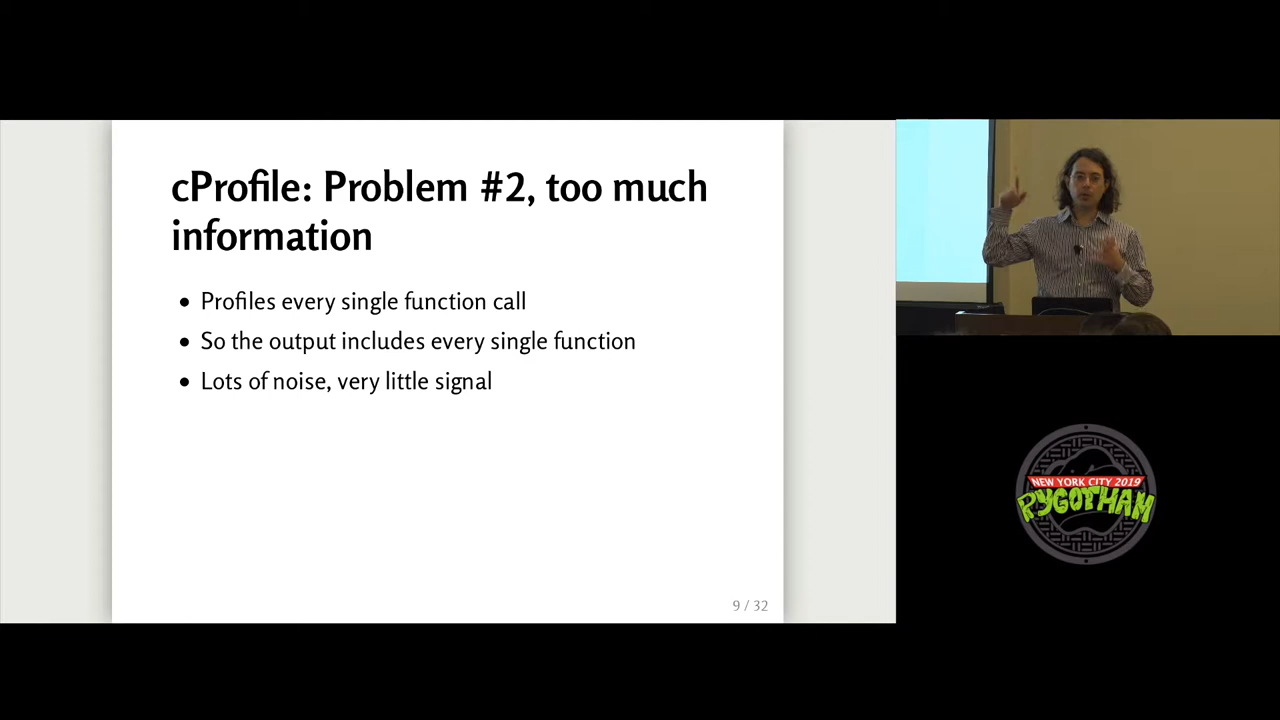 cProfile: Problem #2, too much
information
Profiles every single function call
So the output includes every single function
Lots of noise, very little signal
9 / 32
NEW YORK CITY 2019
PYGOTHAM